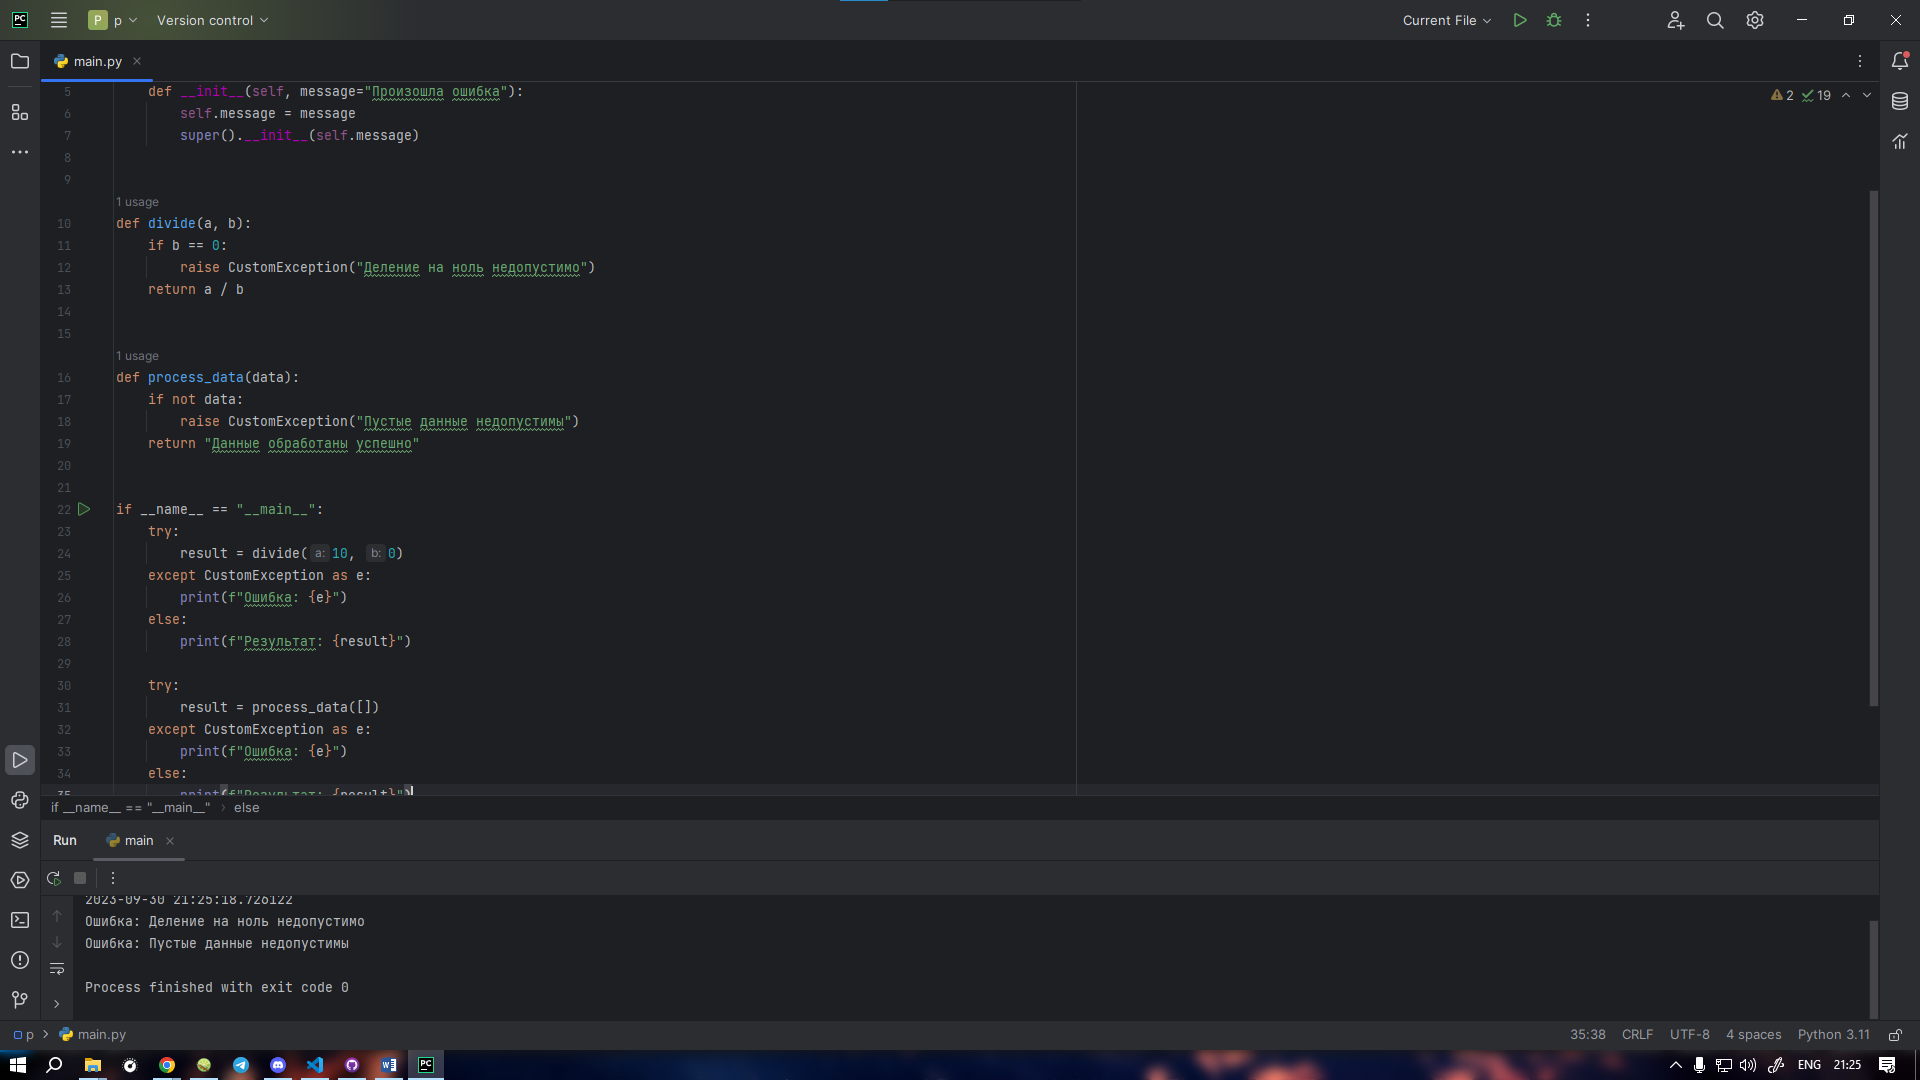 PC P p Version control Current File
main.py
2 19
5 def __init__(self, message="Произошла ошибка"):
6 self.message = message
7 super().__init__(self.message)
8
9
1 usage
10 def divide(a, b):
11 if b == 0:
12 raise CustomException("Деление на ноль недопустимо")
13 return a / b
14
15
1 usage
16 def process_data(data):
17 if not data:
18 raise CustomException("Пустые данные недопустимы")
19 return "Данные обработаны успешно"
20
21
22 if __name__ == "__main__":
23 try:
24 result = divide( a: 10, b: 0)
25 except CustomException as e:
26 print(f"Ошибка: {e}")
27 else:
28 print(f"Результат: {result}")
29
30 try:
31 result = process_data([])
32 except CustomException as e:
33 print(f"Ошибка: {e}")
34 else:
35 print(f"Результат: {result}")
if __name__ == "__main__" › else
Run main
2023-09-30 21:25:18.726122
Ошибка: Деление на ноль недопустимо
Ошибка: Пустые данные недопустимы
Process finished with exit code 0
p > main.py 35:38 CRLF UTF-8 4 spaces Python 3.11
PC ENG 21:25